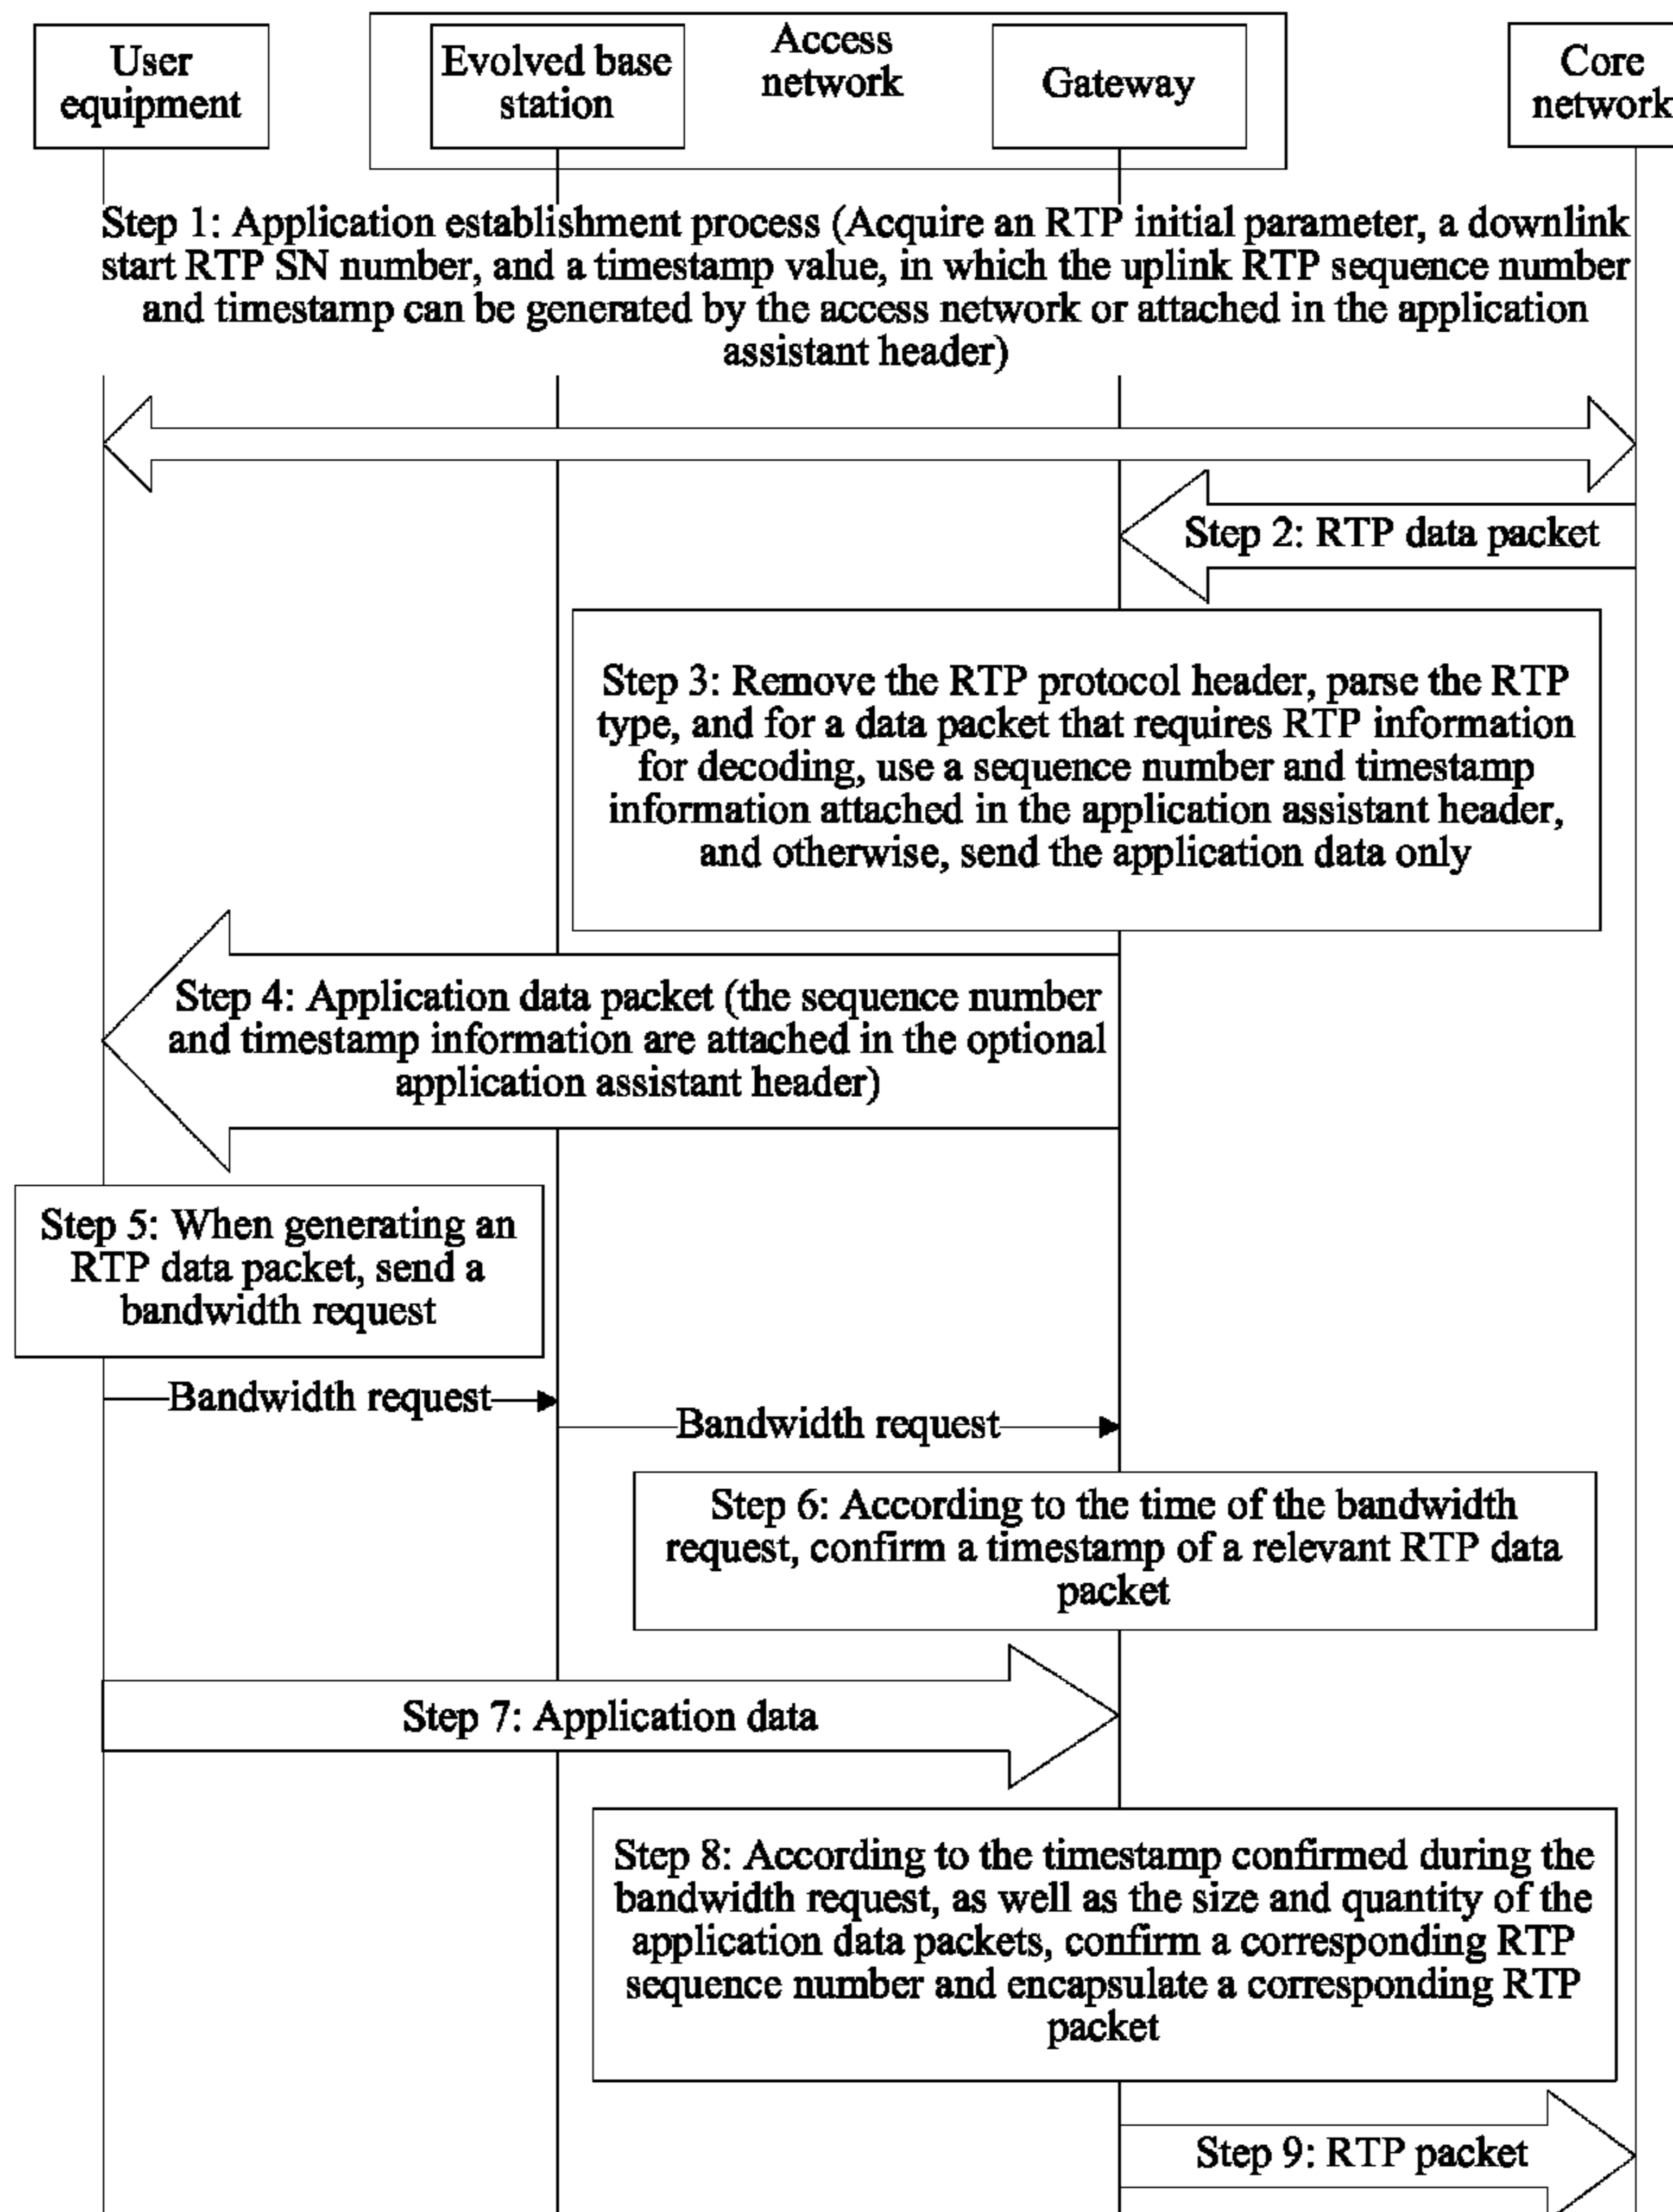 User
equipment
Evolved base
station
Access
network
Gateway
Core
network
Step 1: Application establishment process (Acquire an RTP initial parameter, a downlink
start RTP SN number, and a timestamp value, in which the uplink RTP sequence number
and timestamp can be generated by the access network or attached in the application
assistant header)
Step 2: RTP data packet
Step 3: Remove the RTP protocol header, parse the RTP
type, and for a data packet that requires RTP information
for decoding, use a sequence number and timestamp
information attached in the application assistant header,
and otherwise, send the application data only
Step 4: Application data packet (the sequence number
and timestamp information are attached in the optional
application assistant header)
Step 5: When generating an
RTP data packet, send a
bandwidth request
Bandwidth request
Bandwidth request
Step 6: According to the time of the bandwidth
request, confirm a timestamp of a relevant RTP data
packet
Step 7: Application data
Step 8: According to the timestamp confirmed during the
bandwidth request, as well as the size and quantity of the
application data packets, confirm a corresponding RTP
sequence number and encapsulate a corresponding RTP
packet
Step 9: RTP packet